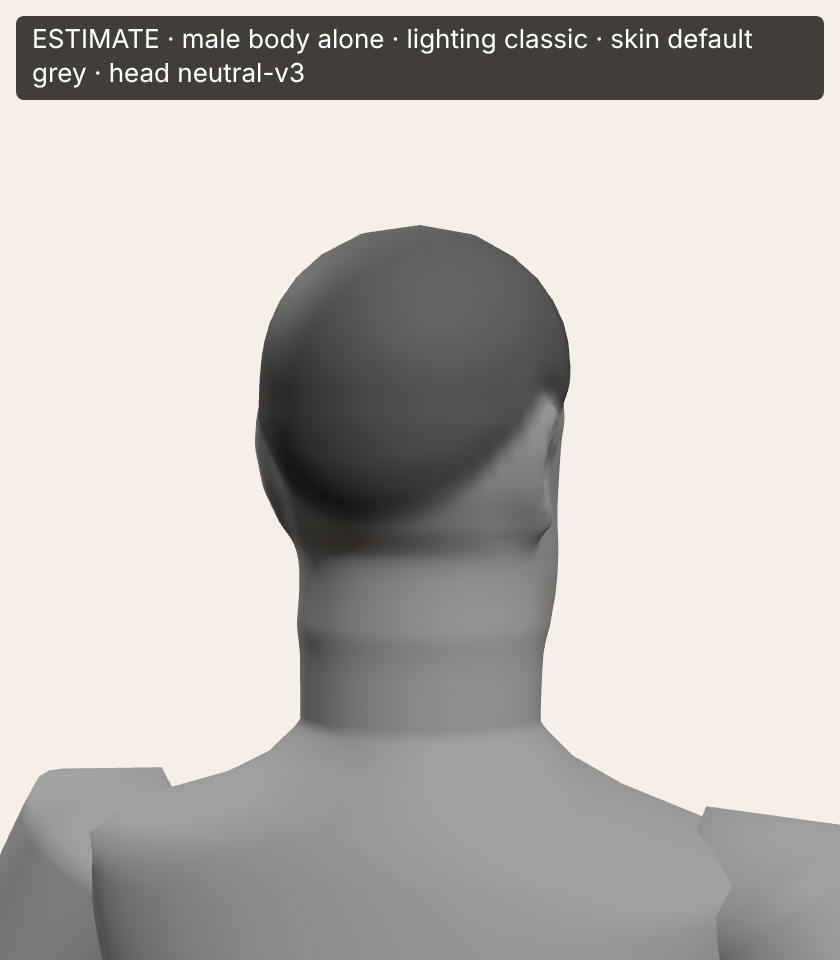 ESTIMATE · male body alone · lighting classic · skin default
grey · head neutral-v3